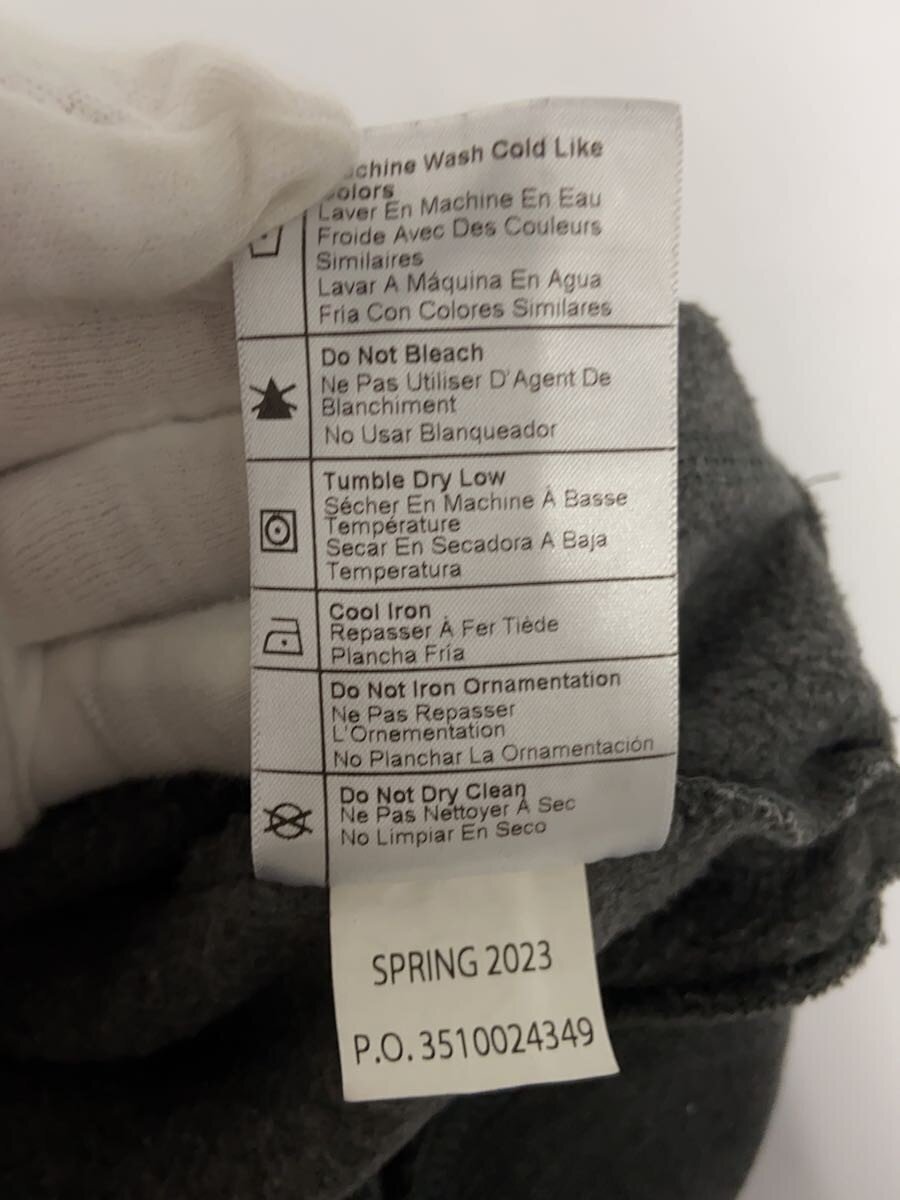 Wash Cold Like
Laver En Machine En Eau
Froide Avec Des Couleurs
Similaires
Lavar A Máquina En Agua
Fria Con Colores Similares
Do Not Bleach
Ne Pas Utiliser D'Agent De
Blanchiment
No Usar Blanqueador
Tumble Dry Low
Sécher En Machine À Basse
Température
Secar En Secadora A Baja
Temperatura
Cool Iron
Repasser À Fer Tiède
Plancha Fría
Do Not Iron Ornamentation
Ne Pas Repasser
L'Ornementation
No Planchar La Ornamentación
Do Not Dry Clean
Ne Pas Nettoyer À Sec
No Limpiar En Seco
SPRING 2023
P.O. 3510024349